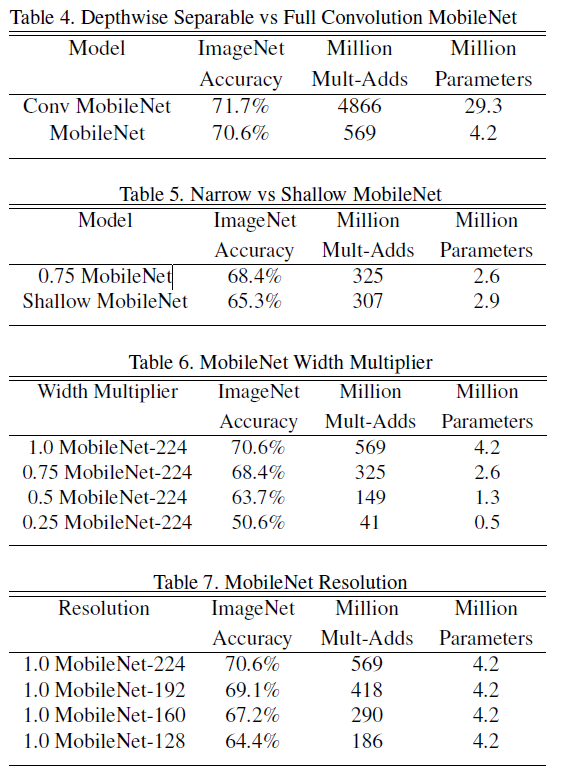 Table 4. Depthwise Separable vs Full Convolution MobileNet
Model ImageNet Million Million
Accuracy Mult-Adds Parameters
Conv MobileNet 71.7% 4866 29.3
MobileNet 70.6% 569 4.2
Table 5. Narrow vs Shallow MobileNet
Model ImageNet Million Million
Accuracy Mult-Adds Parameters
0.75 MobileNet 68.4% 325 2.6
Shallow MobileNet 65.3% 307 2.9
Table 6. MobileNet Width Multiplier
Width Multiplier ImageNet Million Million
Accuracy Mult-Adds Parameters
1.0 MobileNet-224 70.6% 569 4.2
0.75 MobileNet-224 68.4% 325 2.6
0.5 MobileNet-224 63.7% 149 1.3
0.25 MobileNet-224 50.6% 41 0.5
Table 7. MobileNet Resolution
Resolution ImageNet Million Million
Accuracy Mult-Adds Parameters
1.0 MobileNet-224 70.6% 569 4.2
1.0 MobileNet-192 69.1% 418 4.2
1.0 MobileNet-160 67.2% 290 4.2
1.0 MobileNet-128 64.4% 186 4.2